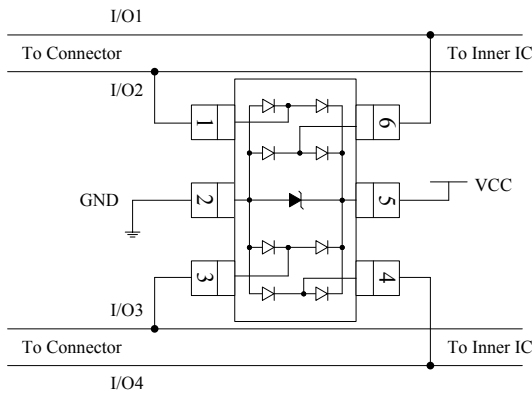 I/O1
To Connector
To Inner IC
I/O2
1
6
GND
2
5
VCC
3
4
I/O3
To Connector
To Inner IC
I/O4